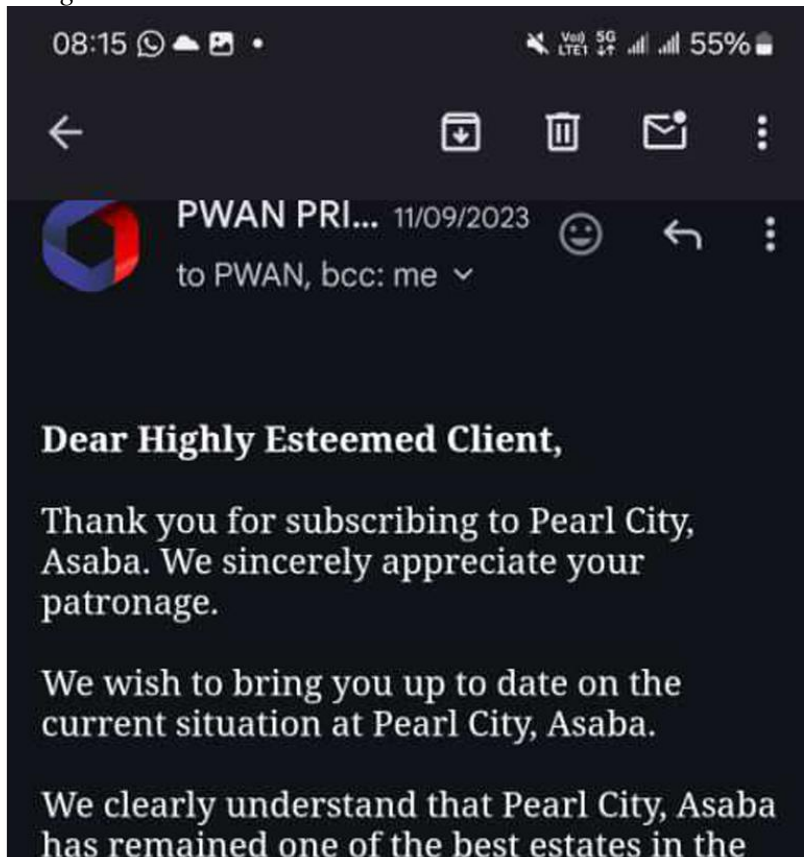 08:15
Vo) 5G
LTE1 55%
PWAN PRI... 11/09/2023
to PWAN, bcc: me
Dear Highly Esteemed Client,
Thank you for subscribing to Pearl City,
Asaba. We sincerely appreciate your
patronage.
We wish to bring you up to date on the
current situation at Pearl City, Asaba.
We clearly understand that Pearl City, Asaba
has remained one of the best estates in the